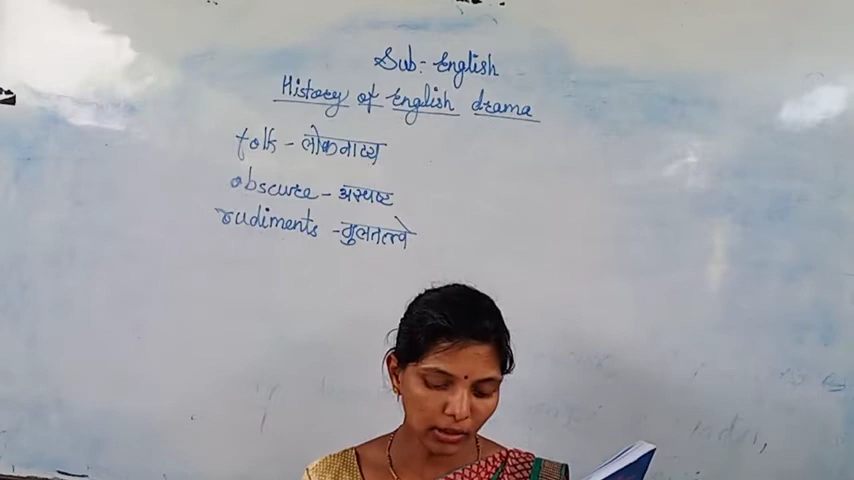 Sub:- English
History of English drama
folk - लोकनाट्य
obscure - अस्पष्ट
rudiments - मुलतत्त्वे